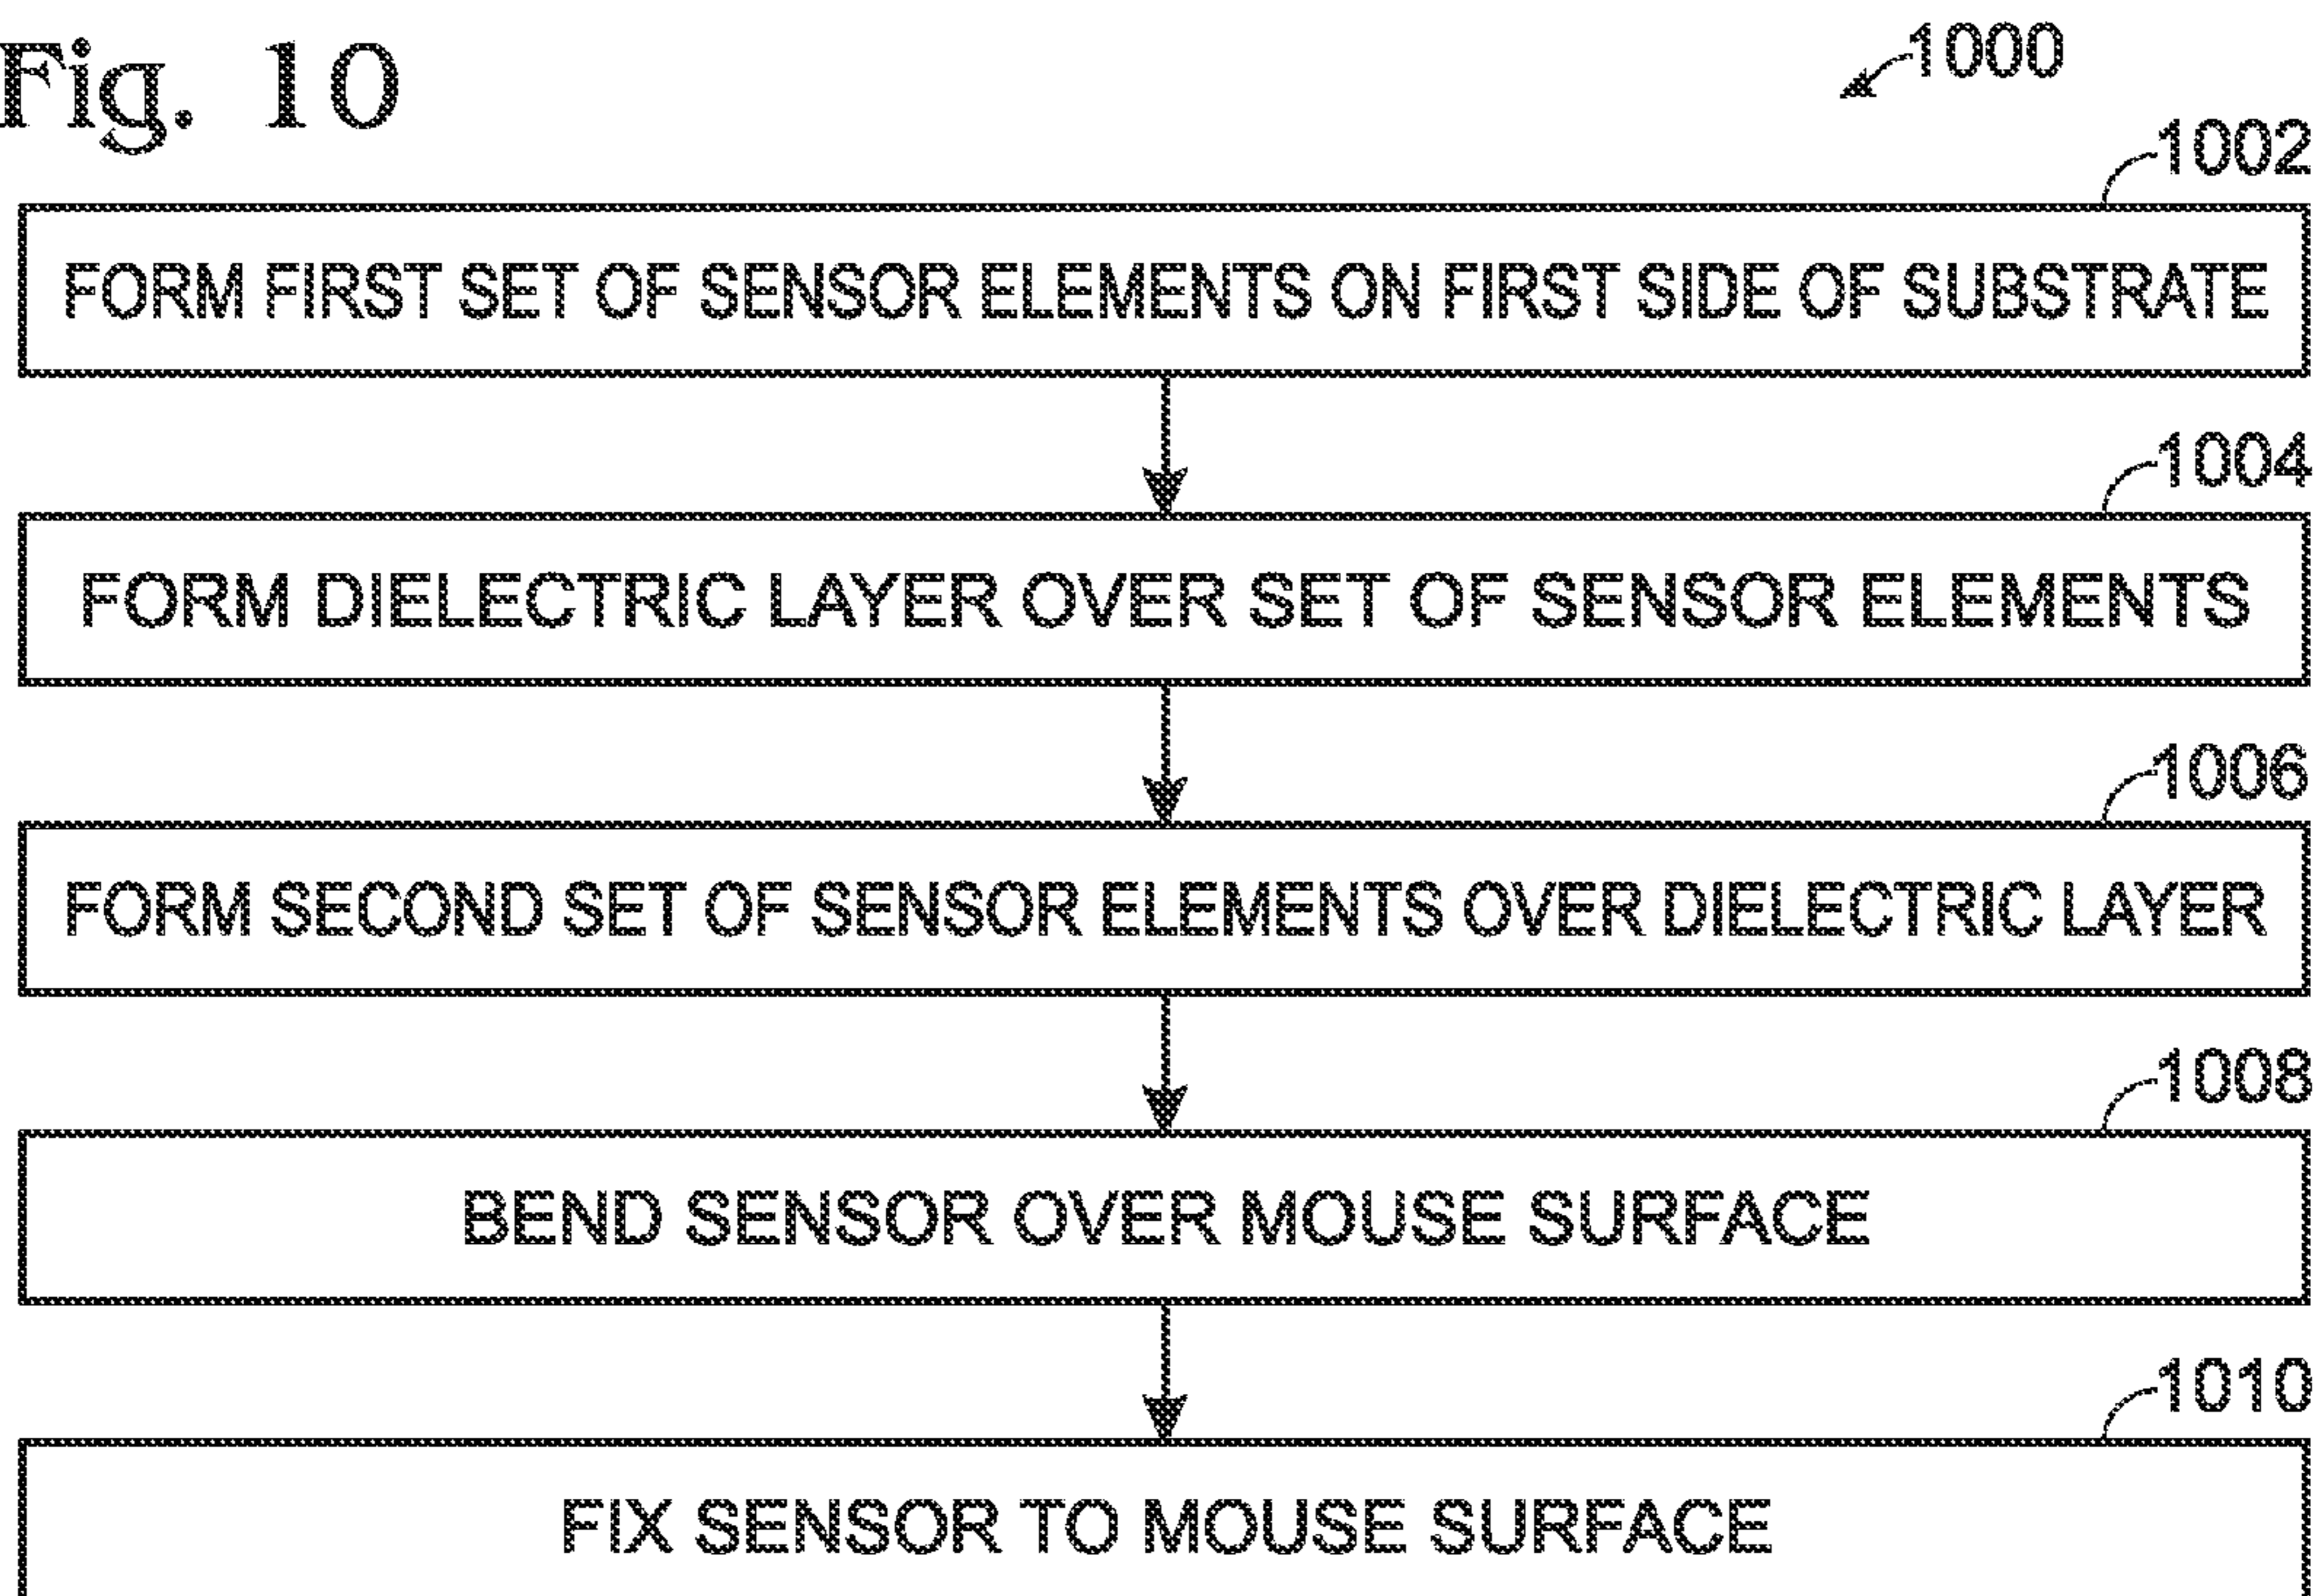 Fig. 10
1000
1002
FORM FIRST SET OF SENSOR ELEMENTS ON FIRST SIDE OF SUBSTRATE
1004
FORM DIELECTRIC LAYER OVER SET OF SENSOR ELEMENTS
1006
FORM SECOND SET OF SENSOR ELEMENTS OVER DIELECTRIC LAYER
1008
BEND SENSOR OVER MOUSE SURFACE
1010
FIX SENSOR TO MOUSE SURFACE